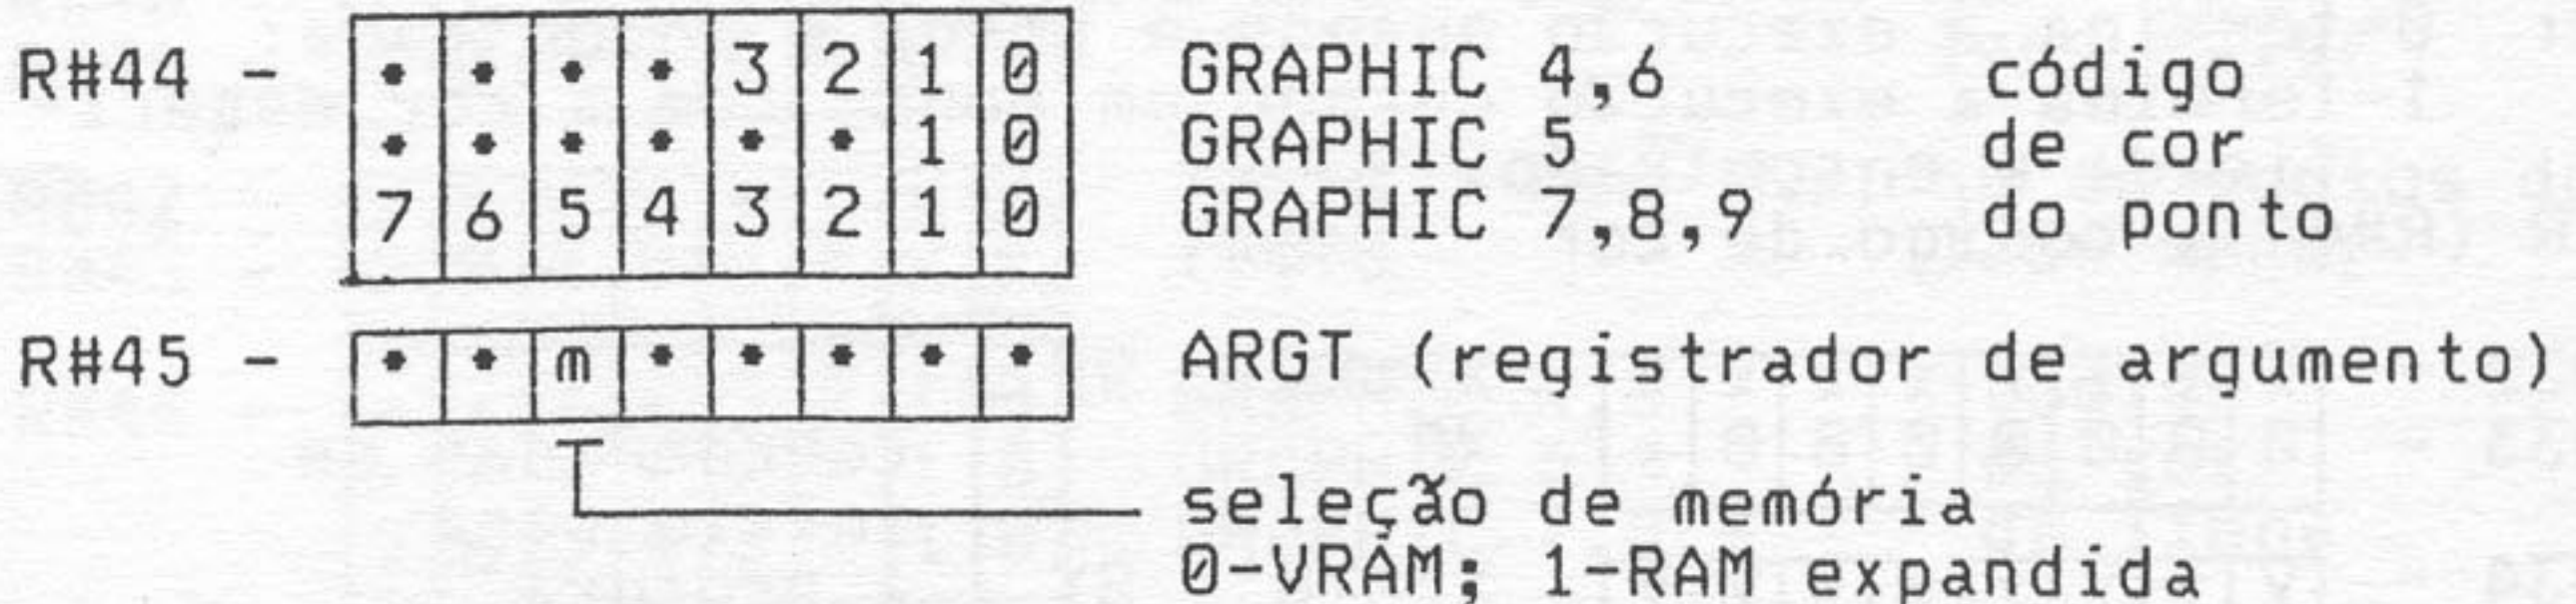 R#44 - • • • • 3 2 1 0 GRAPHIC 4,6 código
• • • • • • 1 0 GRAPHIC 5 de cor
7 6 5 4 3 2 1 0 GRAPHIC 7,8,9 do ponto
R#45 - • • m • • • • • ARGT (registrador de argumento)
seleção de memória
0-VRAM; 1-RAM expandida